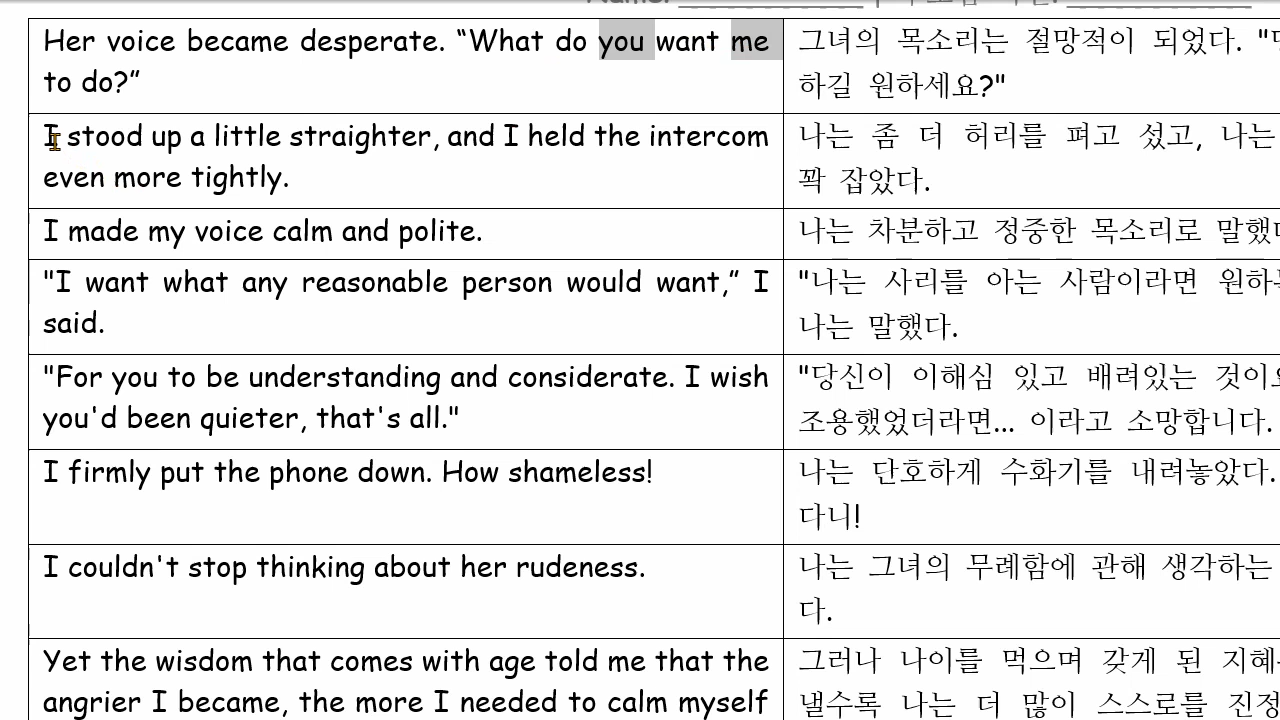 Her voice became desperate. “What do you want me
to do?”
그녀의 목소리는 절망적이 되었다.
하길 원하세요?"
I stood up a little straighter, and I held the intercom
even more tightly.
나는 좀 더 허리를 펴고 섰고, 나는
꽉 잡았다.
I made my voice calm and polite.
나는 차분하고 정중한 목소리로
"I want what any reasonable person would want,” I
said.
"나는 사리를 아는 사람이라면
나는 말했다.
"For you to be understanding and considerate. I wish
you'd been quieter, that's all."
"당신이 이해심 있고 배려있는
조용했었더라면... 이라고 소망합니다.
I firmly put the phone down. How shameless!
나는 단호하게 수화기를 내려놓았다.
다니!
I couldn't stop thinking about her rudeness.
나는 그녀의 무례함에 관해 생각하는
다.
Yet the wisdom that comes with age told me that the
angrier I became, the more I needed to calm myself
그러나 나이를 먹으며 갖게 된
낼수록 나는 더 많이 스스로를